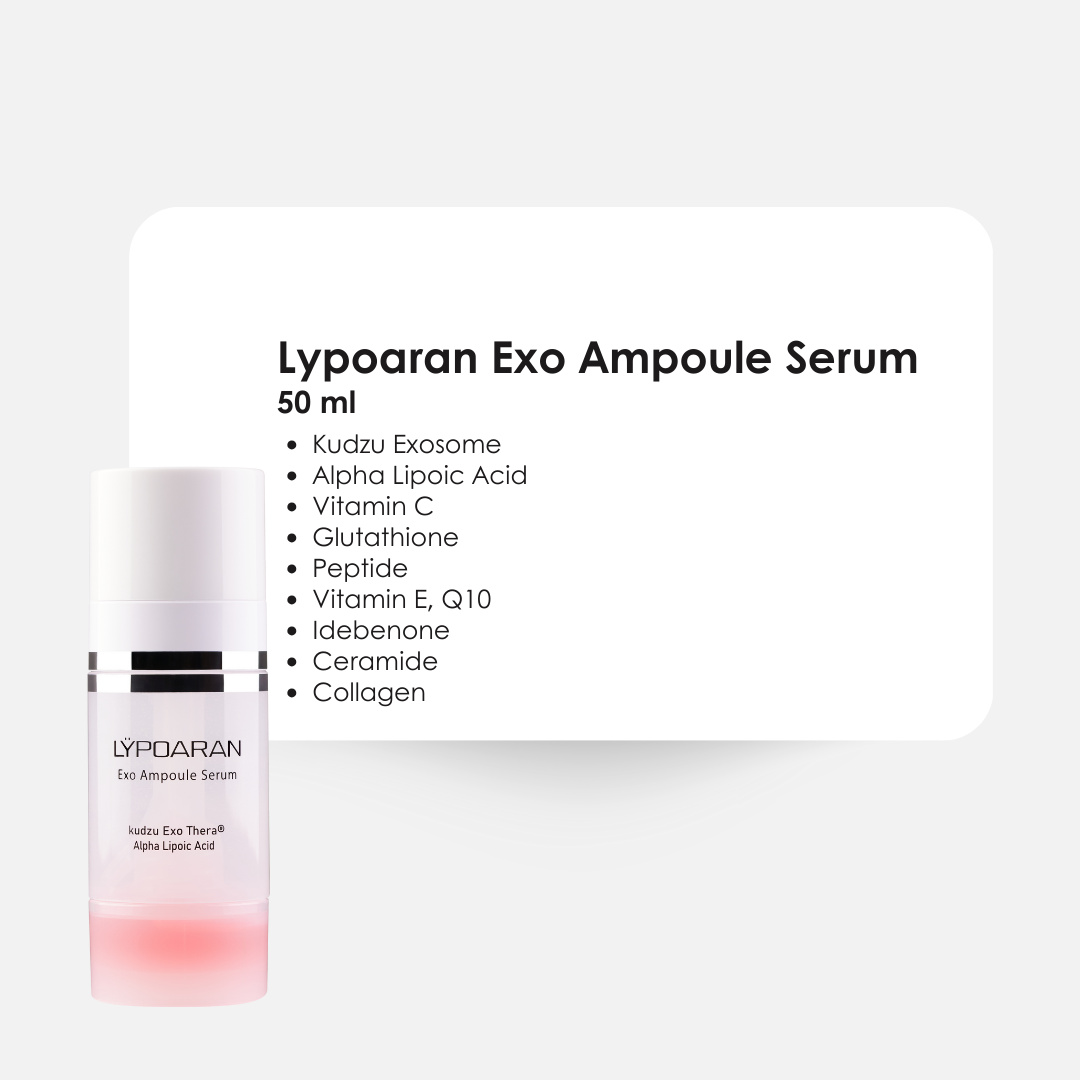 Lypoaran Exo Ampoule Serum
50 ml
• Kudzu Exosome
• Alpha Lipoic Acid
• Vitamin C
• Glutathione
• Peptide
• Vitamin E, Q10
• Idebenone
• Ceramide
• Collagen
LŸPOARAN
Exo Ampoule Serum
kudzu Exo Thera®
Alpha Lipoic Acid